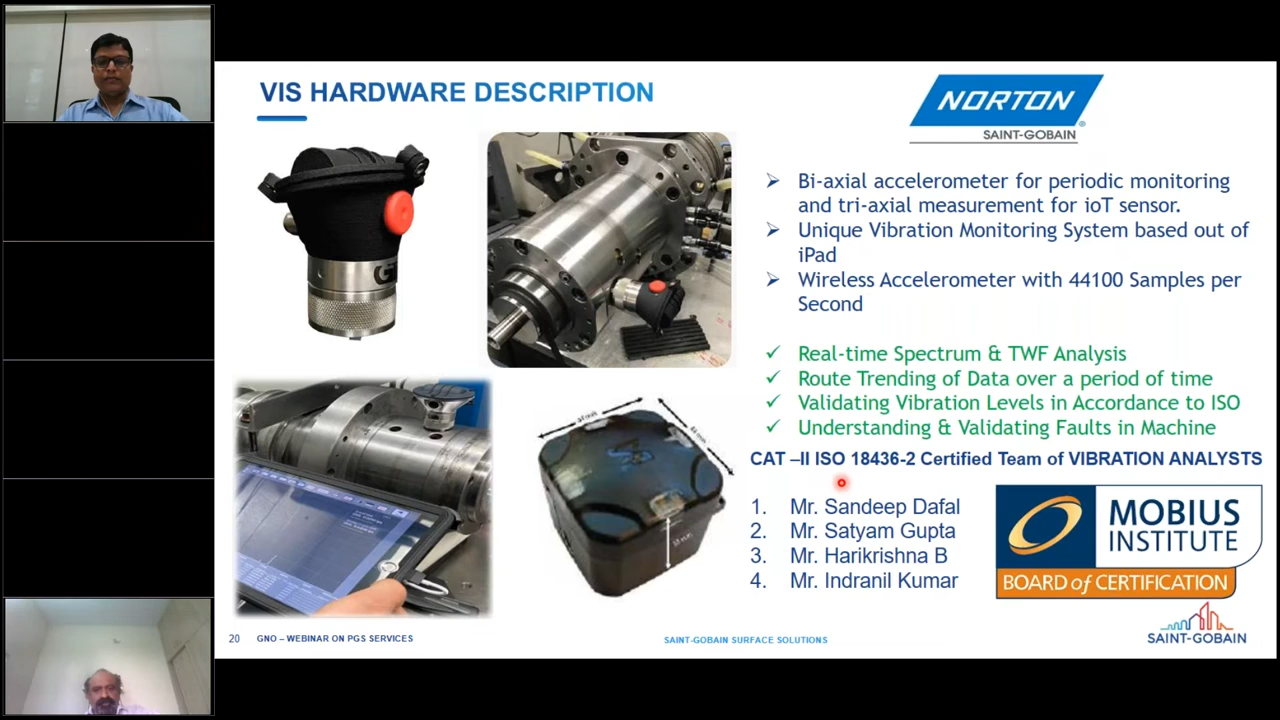 VIS HARDWARE DESCRIPTION
NORTON
SAINT-GOBAIN
➢ Bi-axial accelerometer for periodic monitoring
and tri-axial measurement for ioT sensor.
➢ Unique Vibration Monitoring System based out of
iPad
➢ Wireless Accelerometer with 44100 Samples per
Second
✓ Real-time Spectrum & TWF Analysis
✓ Route Trending of Data over a period of time
✓ Validating Vibration Levels in Accordance to ISO
✓ Understanding & Validating Faults in Machine
CAT –II ISO 18436-2 Certified Team of VIBRATION ANALYSTS
1. Mr. Sandeep Dafal
2. Mr. Satyam Gupta
3. Mr. Harikrishna B
4. Mr. Indranil Kumar
MOBIUS
INSTITUTE
BOARD of CERTIFICATION
20 GNO – WEBINAR ON PGS SERVICES
SAINT-GOBAIN SURFACE SOLUTIONS
SAINT-GOBAIN